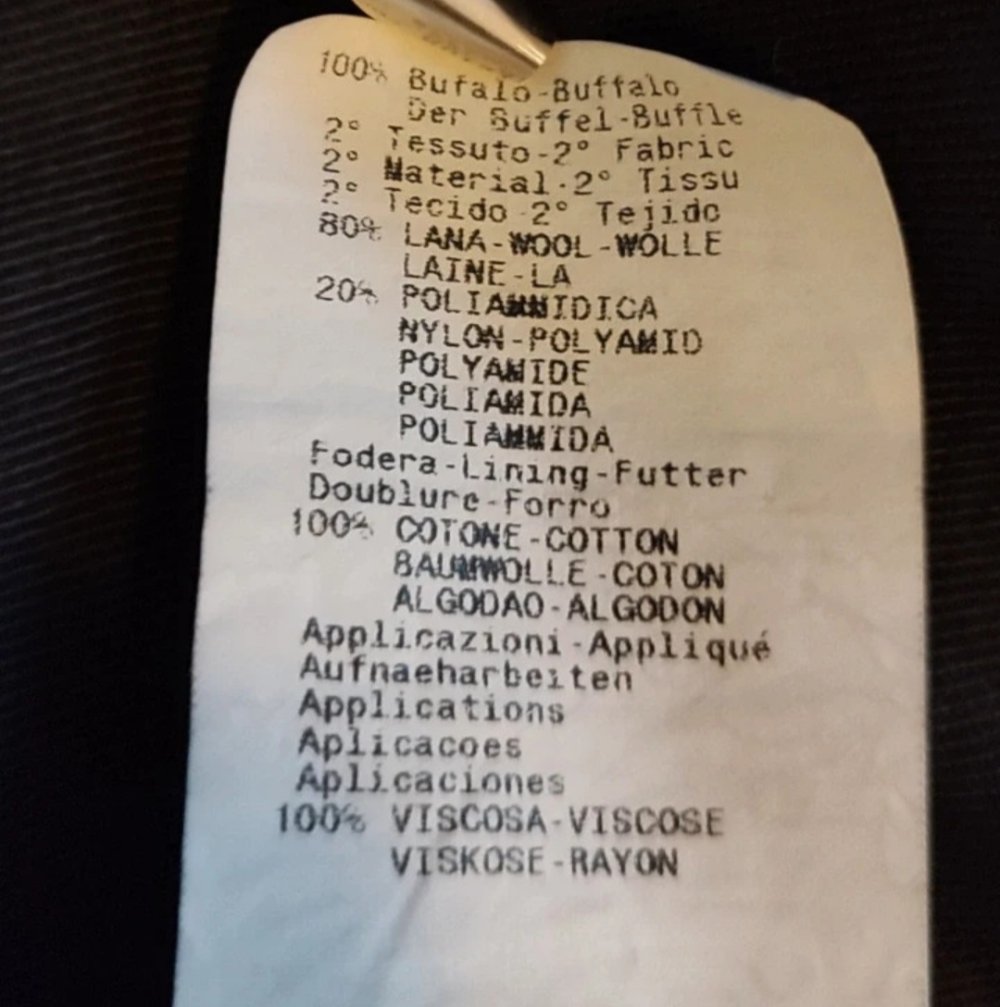 100% Bufalo-Buffalo
Der Buffel-Buffle
2° Tessuto-2° Fabric
2° Material-2° Tissu
2° Tecido-2° Tejido
80% LANA-WOOL-WOLLE
LAINE-LA
20% POLIAMMIDICA
NYLON-POLYAMID
POLYAMIDE
POLIAMIDA
POLIAMMIDA
Fodera-Lining-Futter
Doublure-Forro
100% COTONE-COTTON
BAUMWOLLE-COTON
ALGODAO-ALGODON
Applicazioni-Appliqué
Aufnaeharbeiten
Applications
Aplicacoes
Aplicaciones
100% VISCOSA-VISCOSE
VISKOSE-RAYON